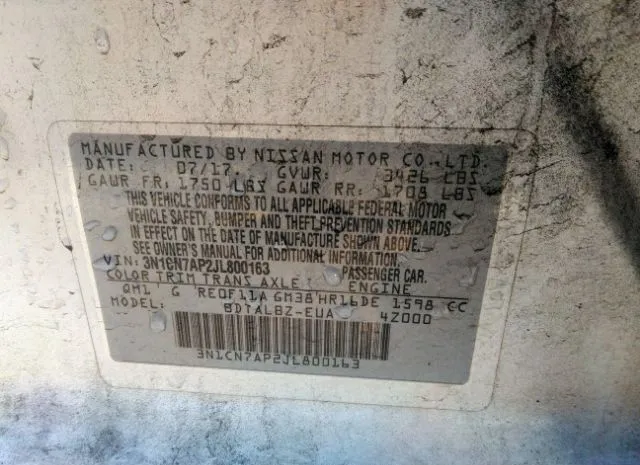 MANUFACTURED BY NISSAN MOTOR CO., LTD.
DATE: 07/17 GVWR: 3426 LBS
GAWR FR: 1750 LBS GAWR RR: 1708 LBS
THIS VEHICLE CONFORMS TO ALL APPLICABLE FEDERAL MOTOR
VEHICLE SAFETY, BUMPER AND THEFT PREVENTION STANDARDS
IN EFFECT ON THE DATE OF MANUFACTURE SHOWN ABOVE.
SEE OWNER'S MANUAL FOR ADDITIONAL INFORMATION.
VIN: 3N1CN7AP2JL800163 PASSENGER CAR.
COLOR TRIM TRANS AXLE ENGINE
QM1 G RE0F11A GM38 HR16DE 1598 CC
MODEL: BDTALBZ-EUA 4Z000
3N1CN7AP2JL800163